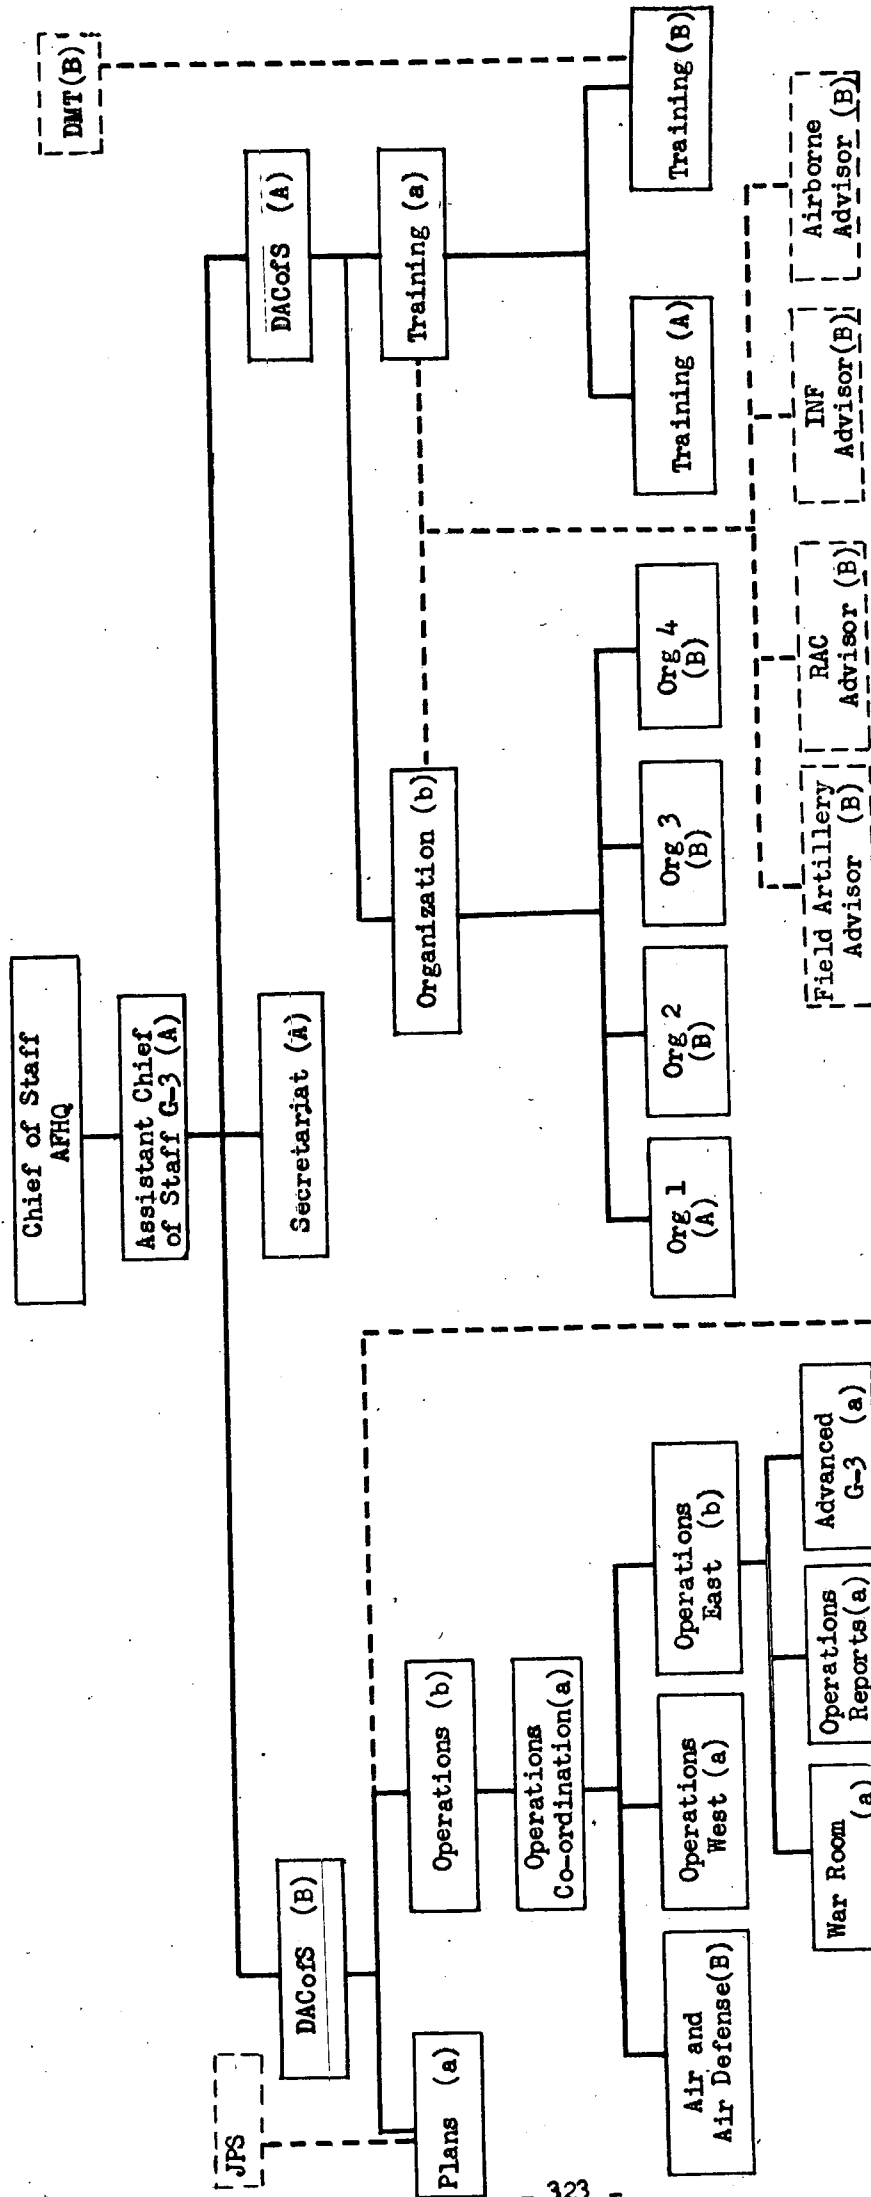 Chief of Staff
AFHQ
Assistant Chief
of Staff G-3 (A)
Secretariat (A)
DMT(B)
JPS
DACofS (B)
DACofS (A)
Plans (a)
Operations (b)
Organization (b)
Training (a)
Operations
Co-ordination(a)
Air and
Air Defense(B)
Operations
West (a)
Operations
East (b)
Org 1
(A)
Org 2
(B)
Org 3
(B)
Org 4
(B)
Training (A)
Training(B)
War Room
(a)
Operations
Reports(a)
Advanced
G-3 (a)
Field Artillery
Advisor (B)
RAC
Advisor (B)
INF
Advisor(B)
Airborne
Advisor (B)
- 323 -